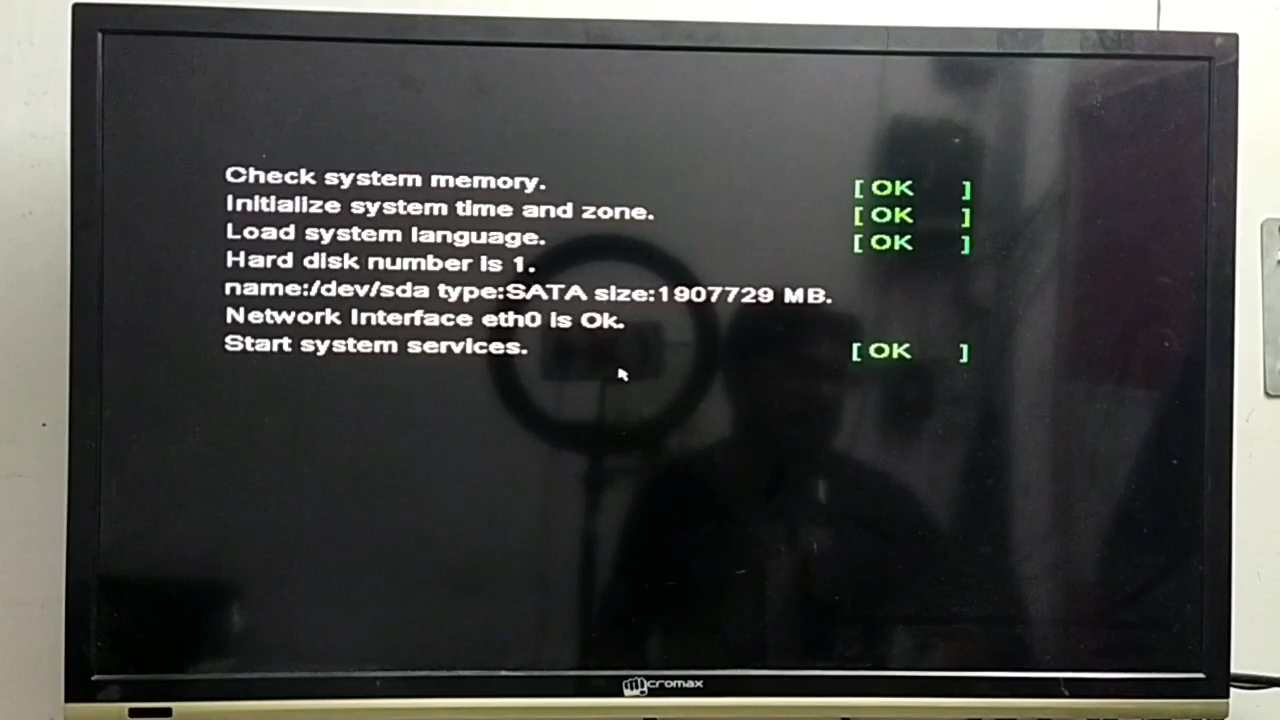 Check system memory. [ OK ]
Initialize system time and zone. [ OK ]
Load system language. [ OK ]
Hard disk number is 1.
name:/dev/sda type:SATA size:1907729 MB.
Network Interface eth0 is Ok.
Start system services. [ OK ]
micromax